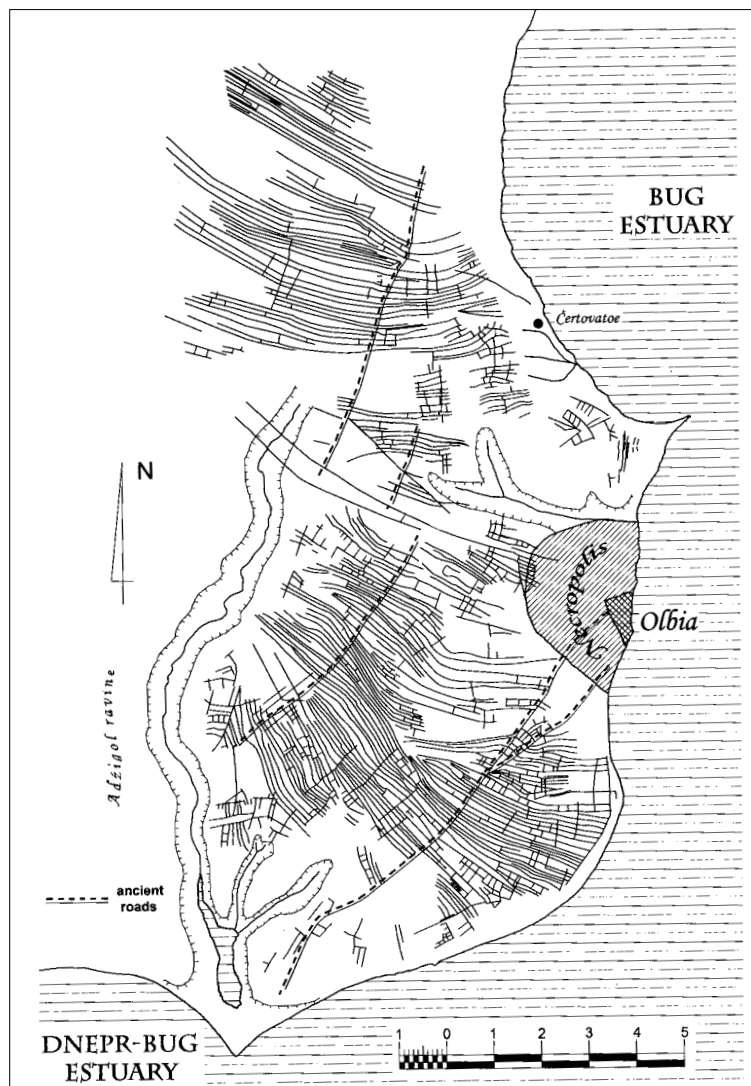 BUG
ESTUARY
Čertovatoe
N
Necropolis
Olbia
Adžigol ravine
ancient
roads
DNEPR-BUG
ESTUARY
1 0 1 2 3 4 5